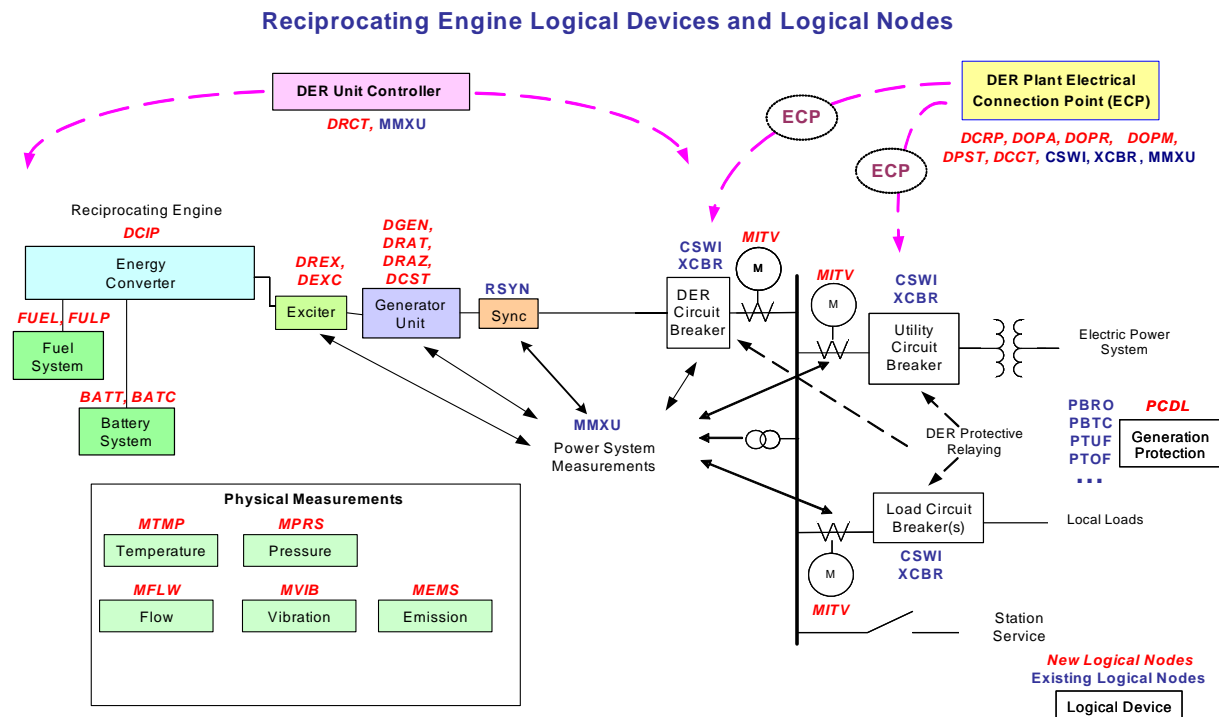 Reciprocating Engine Logical Devices and Logical Nodes
DER Unit Controller
DRCT, MMXU
ECP
DER Plant Electrical
Connection Point (ECP)
DCRP, DOPA, DOPR, DOPM,
DPST, DCCT, CSWI, XCBR, MMXU
ECP
Reciprocating Engine
DCIP
Energy
Converter
DREX,
DEXC
Exciter
DGEN,
DRAT,
DRAZ,
DCST
Generator
Unit
RSYN
Sync
CSWI
XCBR
DER
Circuit
Breaker
MITV
M
MITV
M
CSWI
XCBR
Utility
Circuit
Breaker
Electric Power
System
FUEL, FULP
Fuel
System
BATT, BATC
Battery
System
MMXU
Power System
Measurements
DER Protective
Relaying
PBRO
PBTC
PTUF
PTOF
...
PCDL
Generation
Protection
Load Circuit
Breaker(s)
CSWI
XCBR
Local Loads
M
MITV
Station
Service
Physical Measurements
MTMP
Temperature
MPRS
Pressure
MFLW
Flow
MVIB
Vibration
MEMS
Emission
New Logical Nodes
Existing Logical Nodes
Logical Device